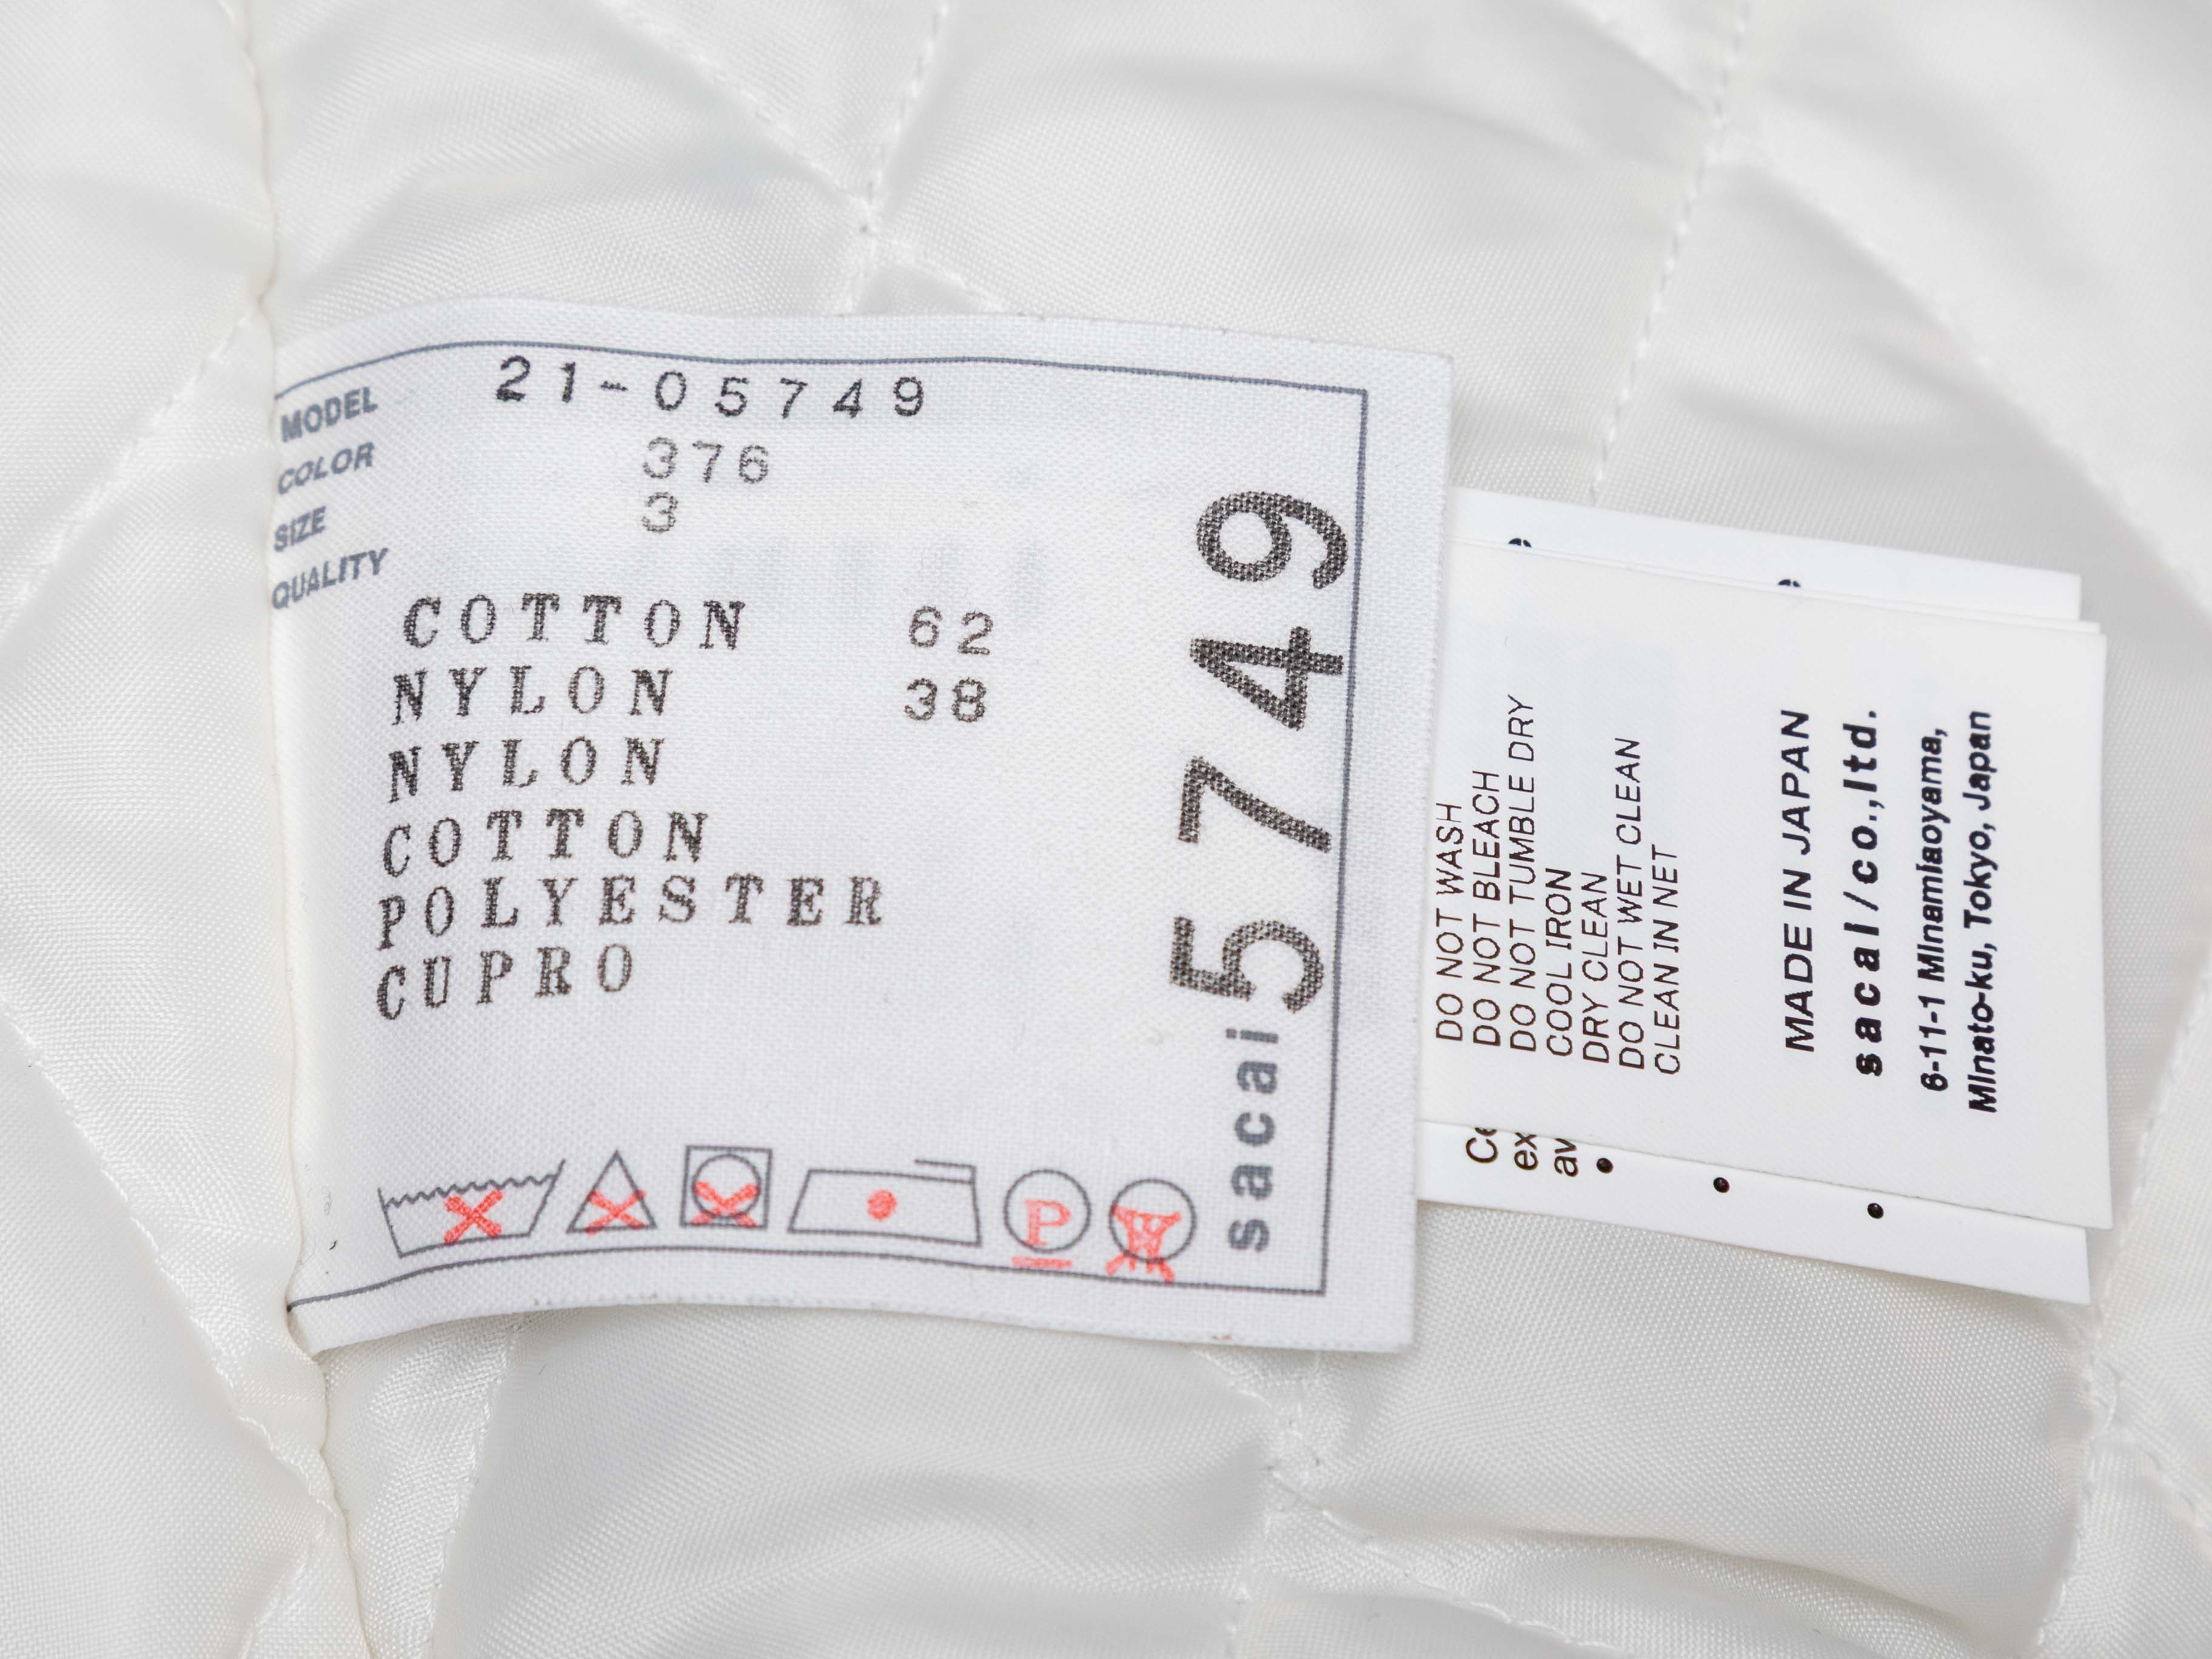 MODEL 21-05749
COLOR 376
SIZE 3
QUALITY
COTTON 62
NYLON 38
NYLON
COTTON
POLYESTER
CUPRO
P W
sacai 5749
DO NOT WASH
DO NOT BLEACH
DO NOT TUMBLE DRY
COOL IRON
DRY CLEAN
DO NOT WET CLEAN
CLEAN IN NET
MADE IN JAPAN
sacaI/co.,ltd.
6-11-1 MInamIaoyama,
MInato-ku, Tokyo, Japan
ex
av